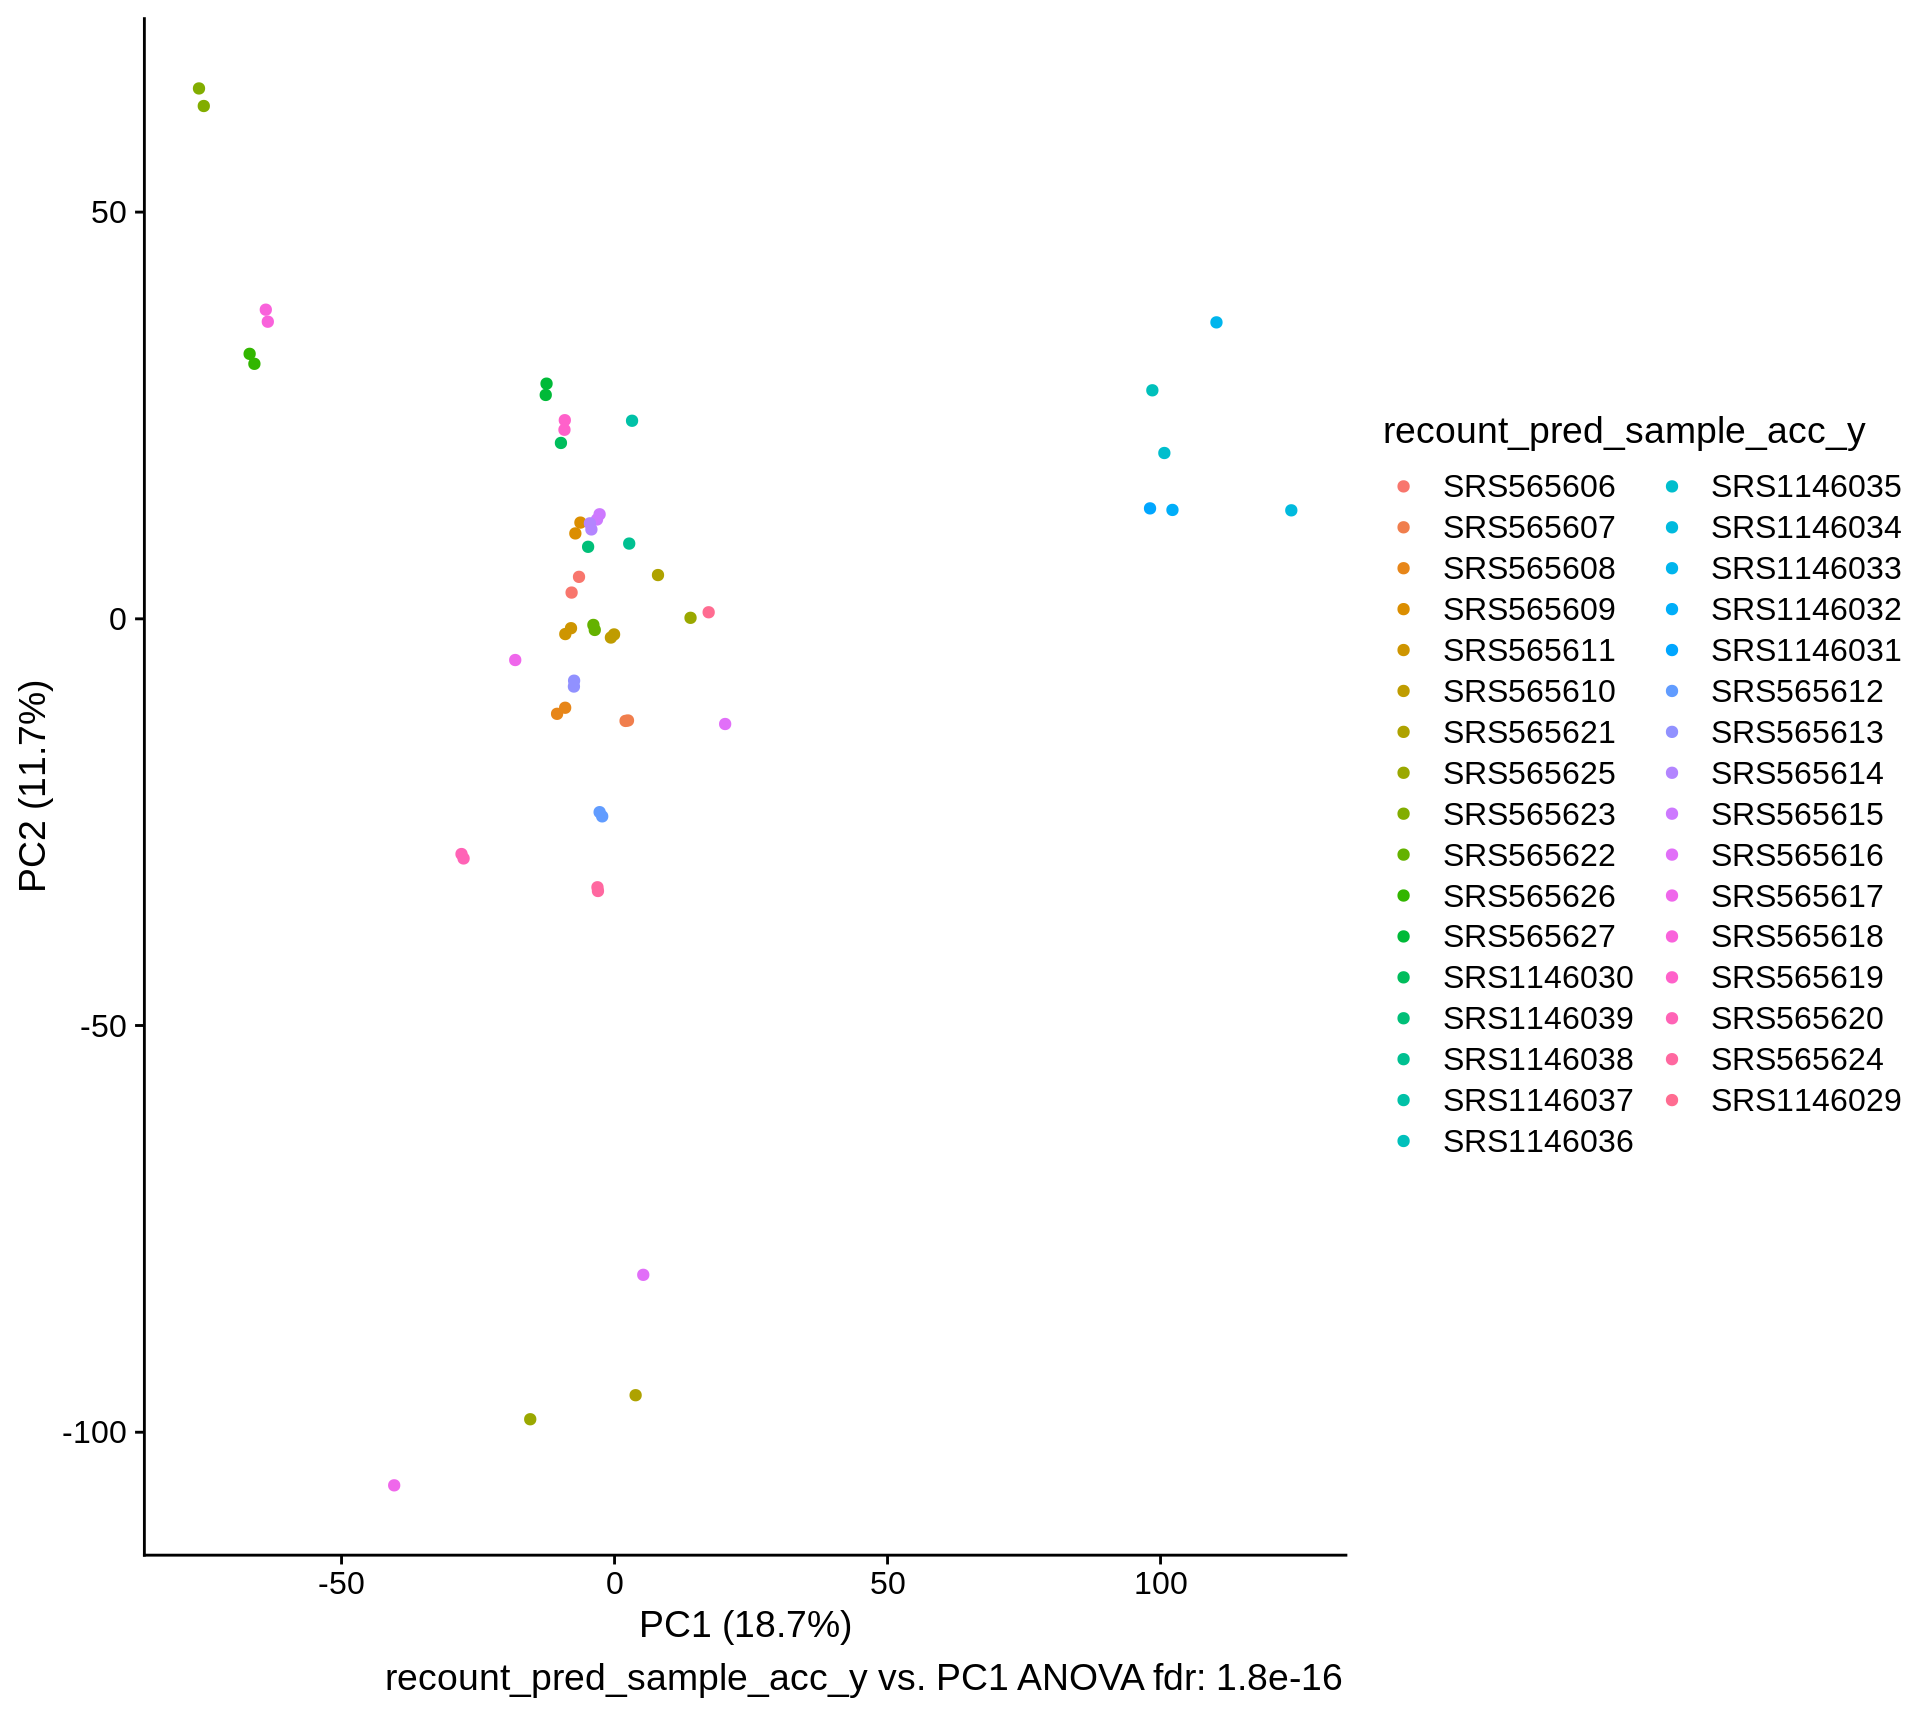 50
0
-50
-100
PC2 (11.7%)
-50
0
50
100
PC1 (18.7%)
recount_pred_sample_acc_y vs. PC1 ANOVA fdr: 1.8e-16
recount_pred_sample_acc_y
SRS565606
SRS565607
SRS565608
SRS565609
SRS565611
SRS565610
SRS565621
SRS565625
SRS565623
SRS565622
SRS565626
SRS565627
SRS1146030
SRS1146039
SRS1146038
SRS1146037
SRS1146036
SRS1146035
SRS1146034
SRS1146033
SRS1146032
SRS1146031
SRS565612
SRS565613
SRS565614
SRS565615
SRS565616
SRS565617
SRS565618
SRS565619
SRS565620
SRS565624
SRS1146029